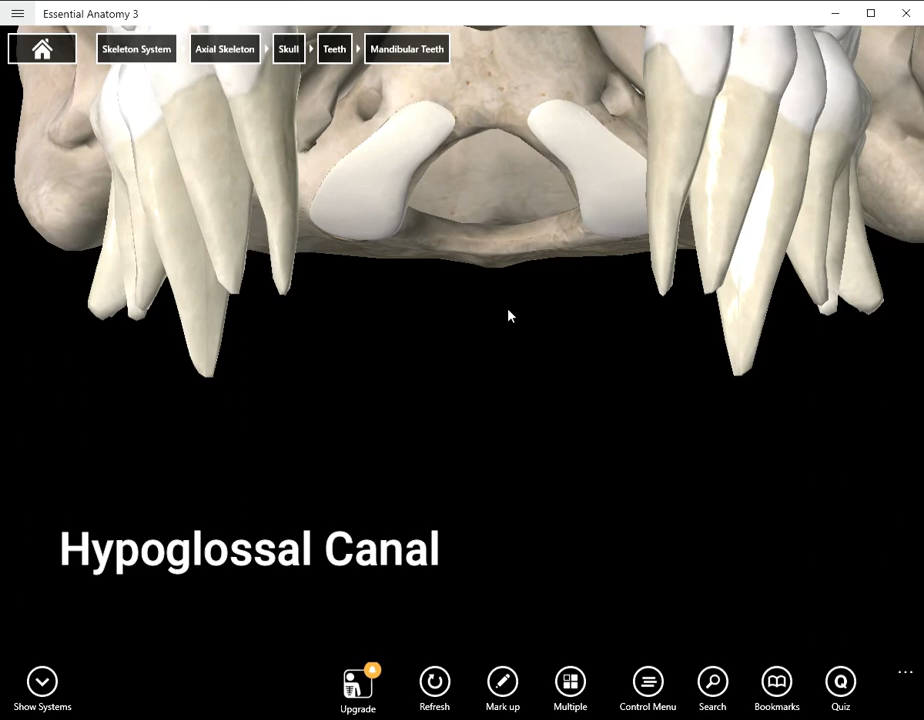 Essential Anatomy 3
Skeleton System
Axial Skeleton
Skull
Teeth
Mandibular Teeth
Hypoglossal Canal
Show Systems
Upgrade
Refresh
Mark up
Multiple
Control Menu
Search
Bookmarks
Q
Quiz